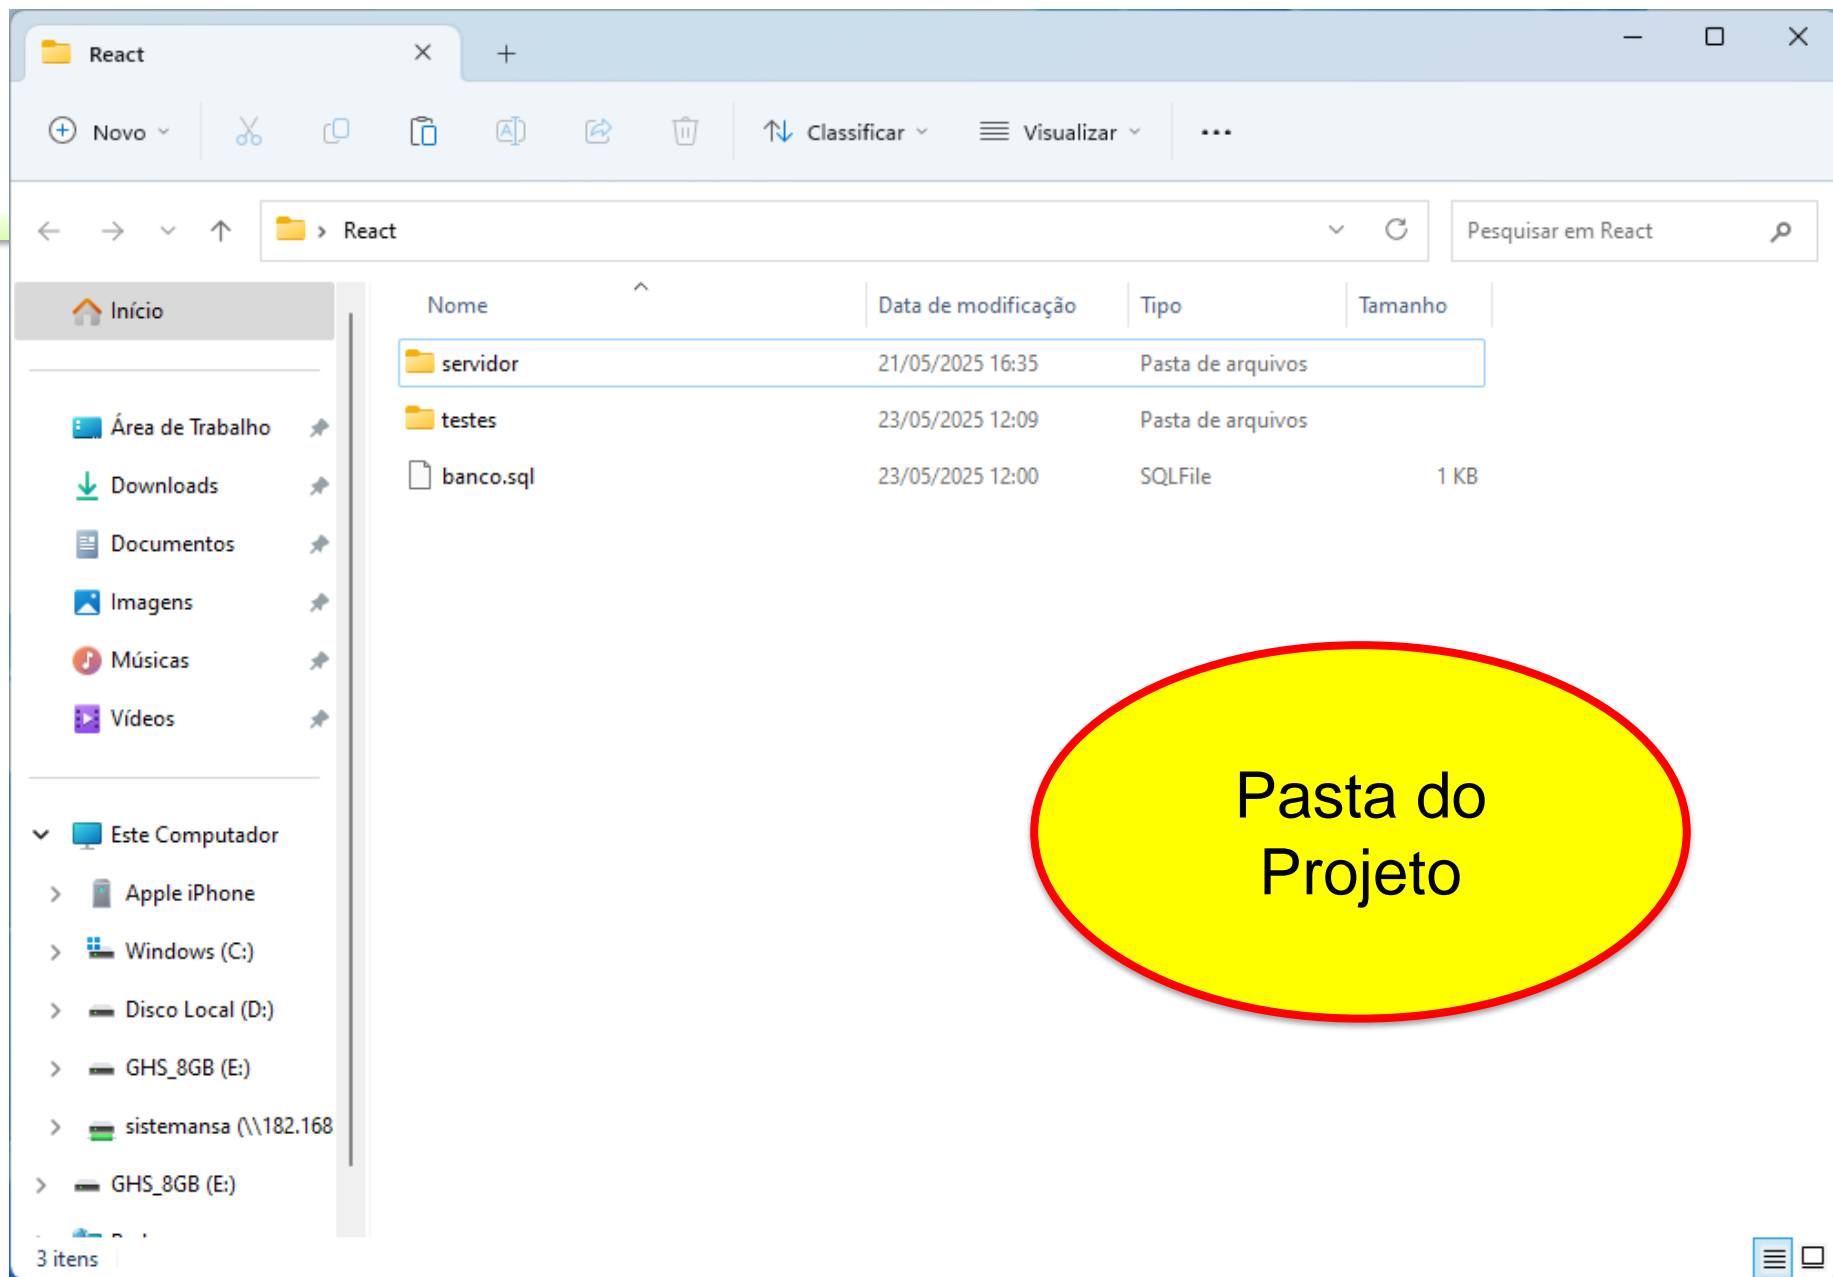 React
Novo
Classificar
Visualizar
React
Pesquisar em React
Início
Área de Trabalho
Downloads
Documentos
Imagens
Músicas
Vídeos
Este Computador
Apple iPhone
Windows (C:)
Disco Local (D:)
GHS_8GB (E:)
sistemansa (\\182.168
GHS_8GB (E:)
Nome Data de modificação Tipo Tamanho
servidor 21/05/2025 16:35 Pasta de arquivos
testes 23/05/2025 12:09 Pasta de arquivos
banco.sql 23/05/2025 12:00 SQLFile 1 KB
Pasta do
Projeto
3 itens